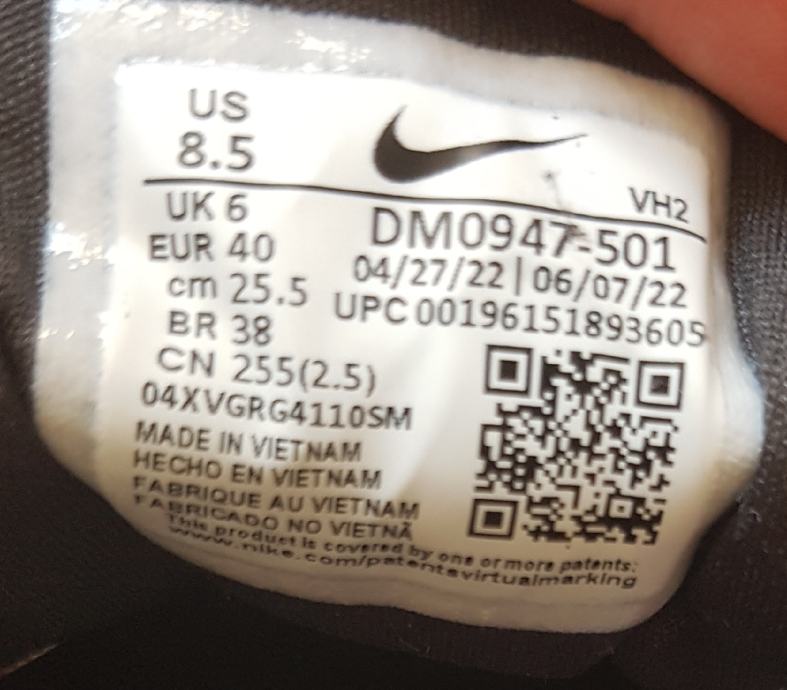 US
8.5
VH2
UK 6
EUR 40
cm 25.5
BR 38
CN 255(2.5)
DM0947-501
04/27/22 | 06/07/22
UPC 00196151893605
04XVGRG4110SM
MADE IN VIETNAM
HECHO EN VIETNAM
FABRIQUE AU VIETNAM
FABRICADO NO VIETNÃ
This product is covered by one or more patents:
www.nike.com/patentsvirtualmarking